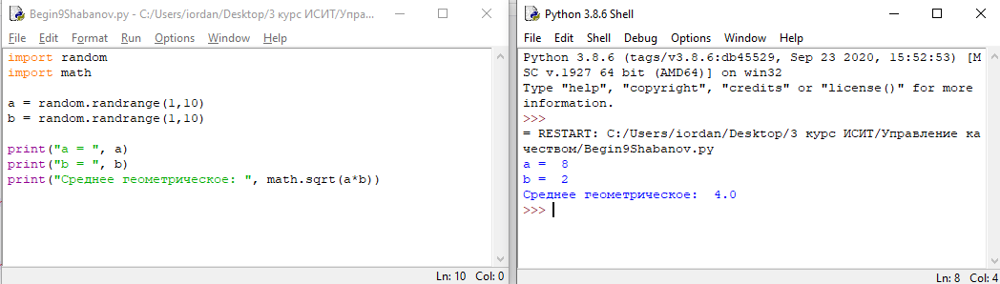 Begin9Shabanov.py - C:/Users/iordan/Desktop/3 курс ИСИТ/Упра...
File Edit Format Run Options Window Help
import random
import math
a = random.randrange(1,10)
b = random.randrange(1,10)
print("a = ", a)
print("b = ", b)
print("Среднее геометрическое: ", math.sqrt(a*b))
Ln: 10 Col: 0
Python 3.8.6 Shell
File Edit Shell Debug Options Window Help
Python 3.8.6 (tags/v3.8.6:db45529, Sep 23 2020, 15:52:53) [M
SC v.1927 64 bit (AMD64)] on win32
Type "help", "copyright", "credits" or "license()" for more
information.
>>>
= RESTART: C:/Users/iordan/Desktop/3 курс ИСИТ/Управление ка
чеством/Begin9Shabanov.py
a =  8
b =  2
Среднее геометрическое:  4.0
>>>
Ln: 8 Col: 4